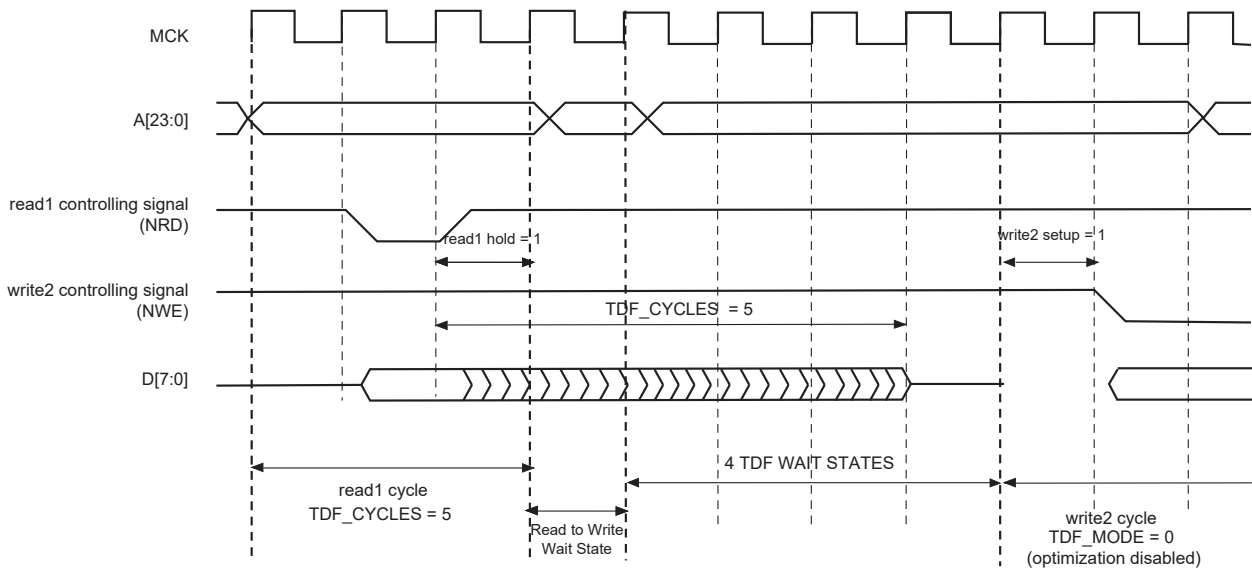 MCK
A[23:0]
read1 controlling signal
(NRD)
read1 hold = 1
write2 setup = 1
write2 controlling signal
(NWE)
TDF_CYCLES = 5
D[7:0]
4 TDF WAIT STATES
read1 cycle
TDF_CYCLES = 5
Read to Write
Wait State
write2 cycle
TDF_MODE = 0
(optimization disabled)